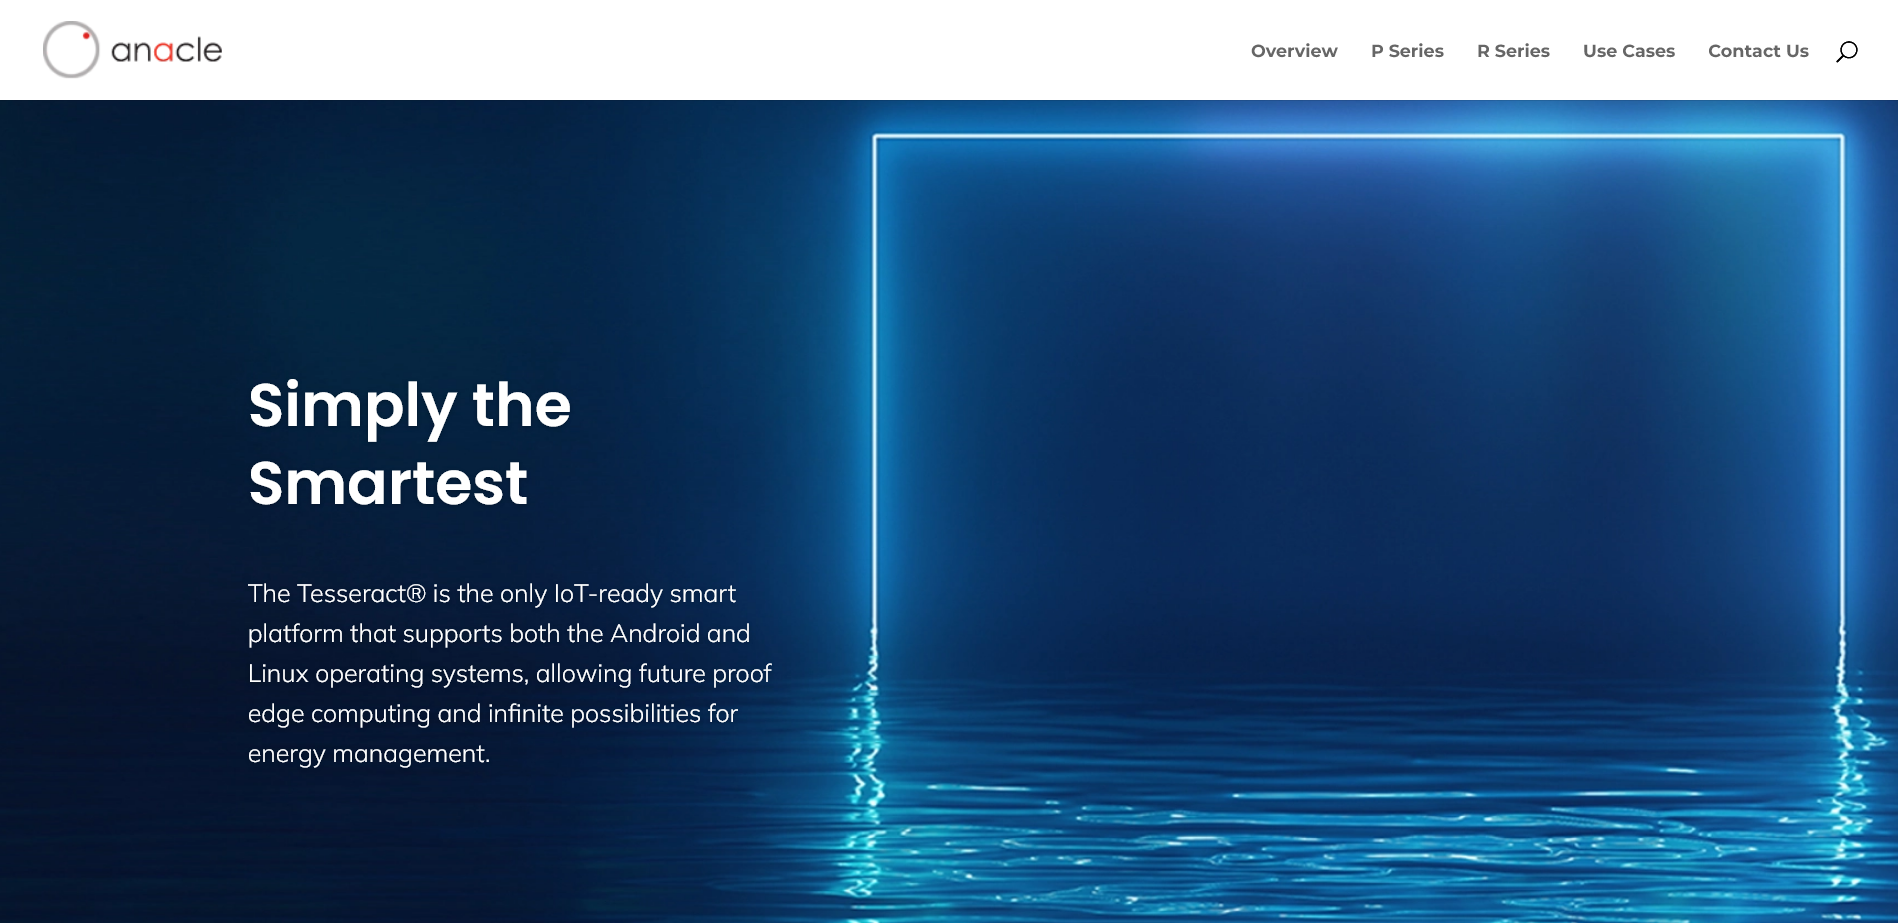 anacle
Overview
P Series
R Series
Use Cases
Contact Us
Simply the
Smartest
The Tesseract® is the only IoT-ready smart
platform that supports both the Android and
Linux operating systems, allowing future proof
edge computing and infinite possibilities for
energy management.